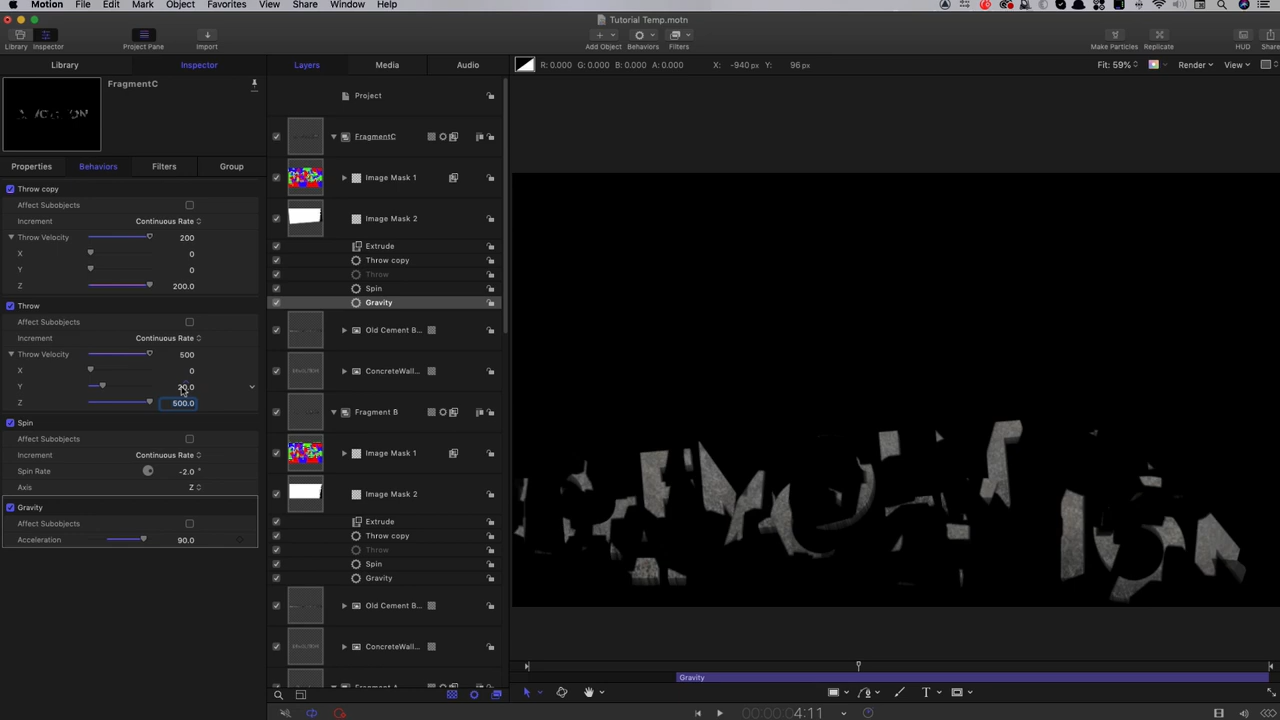 Motion File Edit Mark Object Favorites View Share Window Help
Tutorial Temp.motn
Library Inspector Project Pane Import Add Object Behaviors Filters Make Particles Replicate HUD Share
Library Inspector Layers Media Audio R: 0.000 G: 0.000 B: 0.000 A: 0.000 X: -940 px Y: 96 px Fit: 59% Render View
FragmentC
Properties Behaviors Filters Group
Throw copy
Affect Subobjects
Increment Continuous Rate
Throw Velocity 200
X 0
Y 0
Z 200.0
Throw
Affect Subobjects
Increment Continuous Rate
Throw Velocity 500
X 0
Y 20.0
Z 500.0
Spin
Affect Subobjects
Increment Continuous Rate
Spin Rate -2.0 °
Axis Z
Gravity
Affect Subobjects
Acceleration 90.0
Project
FragmentC
Image Mask 1
Image Mask 2
Extrude
Throw copy
Throw
Spin
Gravity
Old Cement B...
ConcreteWall...
Fragment B
Image Mask 1
Image Mask 2
Extrude
Throw copy
Throw
Spin
Gravity
Old Cement B...
ConcreteWall...
Gravity
T
00:00:04:11